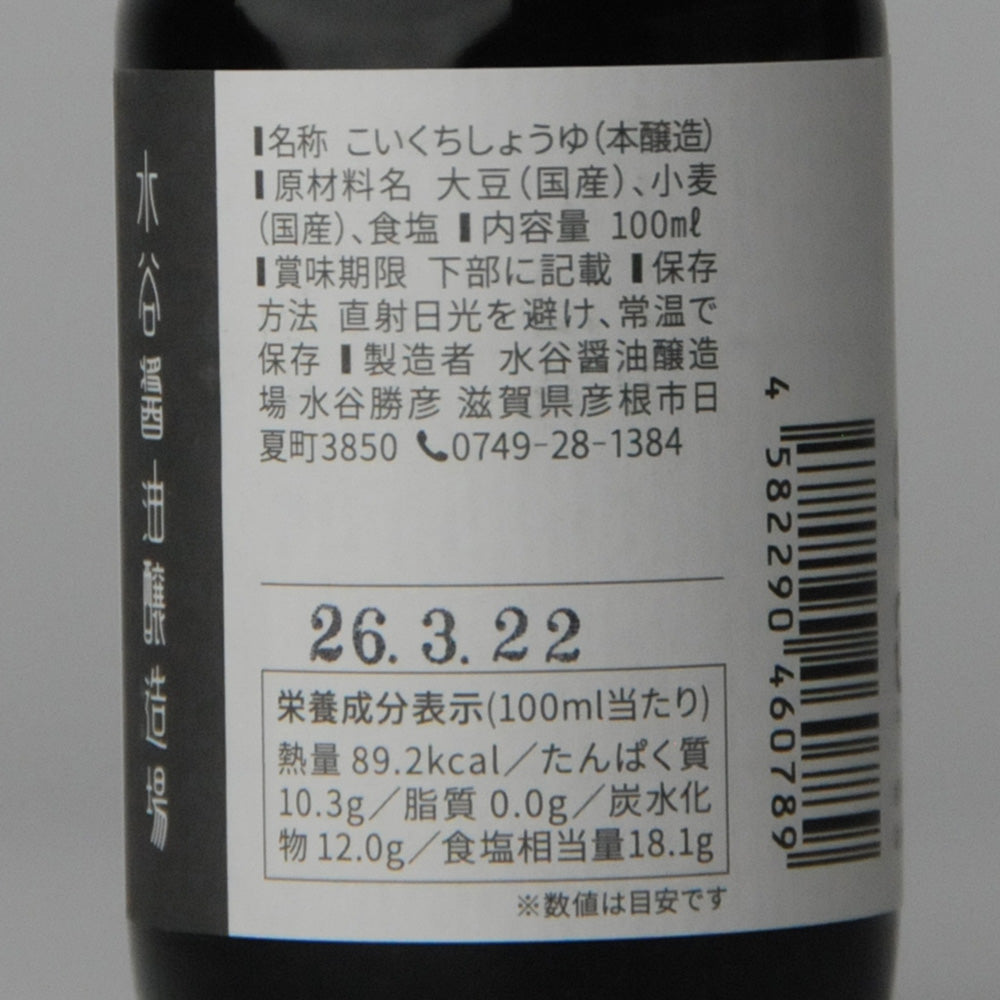 水谷醤油醸造場
名称 こいくちしょうゆ(本醸造)
原材料名 大豆(国産)、小麦
(国産)、食塩 内容量 100mℓ
賞味期限 下部に記載 保存
方法 直射日光を避け、常温で
保存 製造者 水谷醤油醸造
場 水谷勝彦 滋賀県彦根市日
夏町3850 📞0749-28-1384
26.3.22
栄養成分表示(100ml当たり)
熱量 89.2kcal/たんぱく質
10.3g/脂質 0.0g/炭水化
物 12.0g/食塩相当量18.1g
※数値は目安です
4 582290 460789